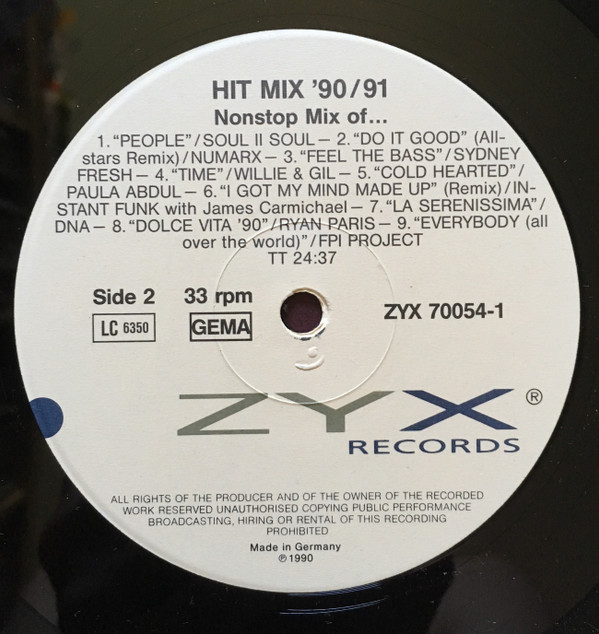 HIT MIX '90/91
Nonstop Mix of...
1. "PEOPLE"/SOUL II SOUL – 2. "DO IT GOOD" (All-
stars Remix)/NUMARX – 3. "FEEL THE BASS"/SYDNEY
FRESH – 4. "TIME"/WILLIE & GIL – 5. "COLD HEARTED"/
PAULA ABDUL – 6. "I GOT MY MIND MADE UP" (Remix)/IN-
STANT FUNK with James Carmichael – 7. "LA SERENISSIMA"/
DNA – 8. "DOLCE VITA '90"/RYAN PARIS – 9. "EVERYBODY (all
over the world)"/FPI PROJECT
TT 24:37
Side 2 33 rpm
LC 6350 GEMA
ZYX 70054-1
ZYX ®
RECORDS
ALL RIGHTS OF THE PRODUCER AND OF THE OWNER OF THE RECORDED
WORK RESERVED UNAUTHORISED COPYING PUBLIC PERFORMANCE
BROADCASTING, HIRING OR RENTAL OF THIS RECORDING
PROHIBITED
Made in Germany
℗ 1990